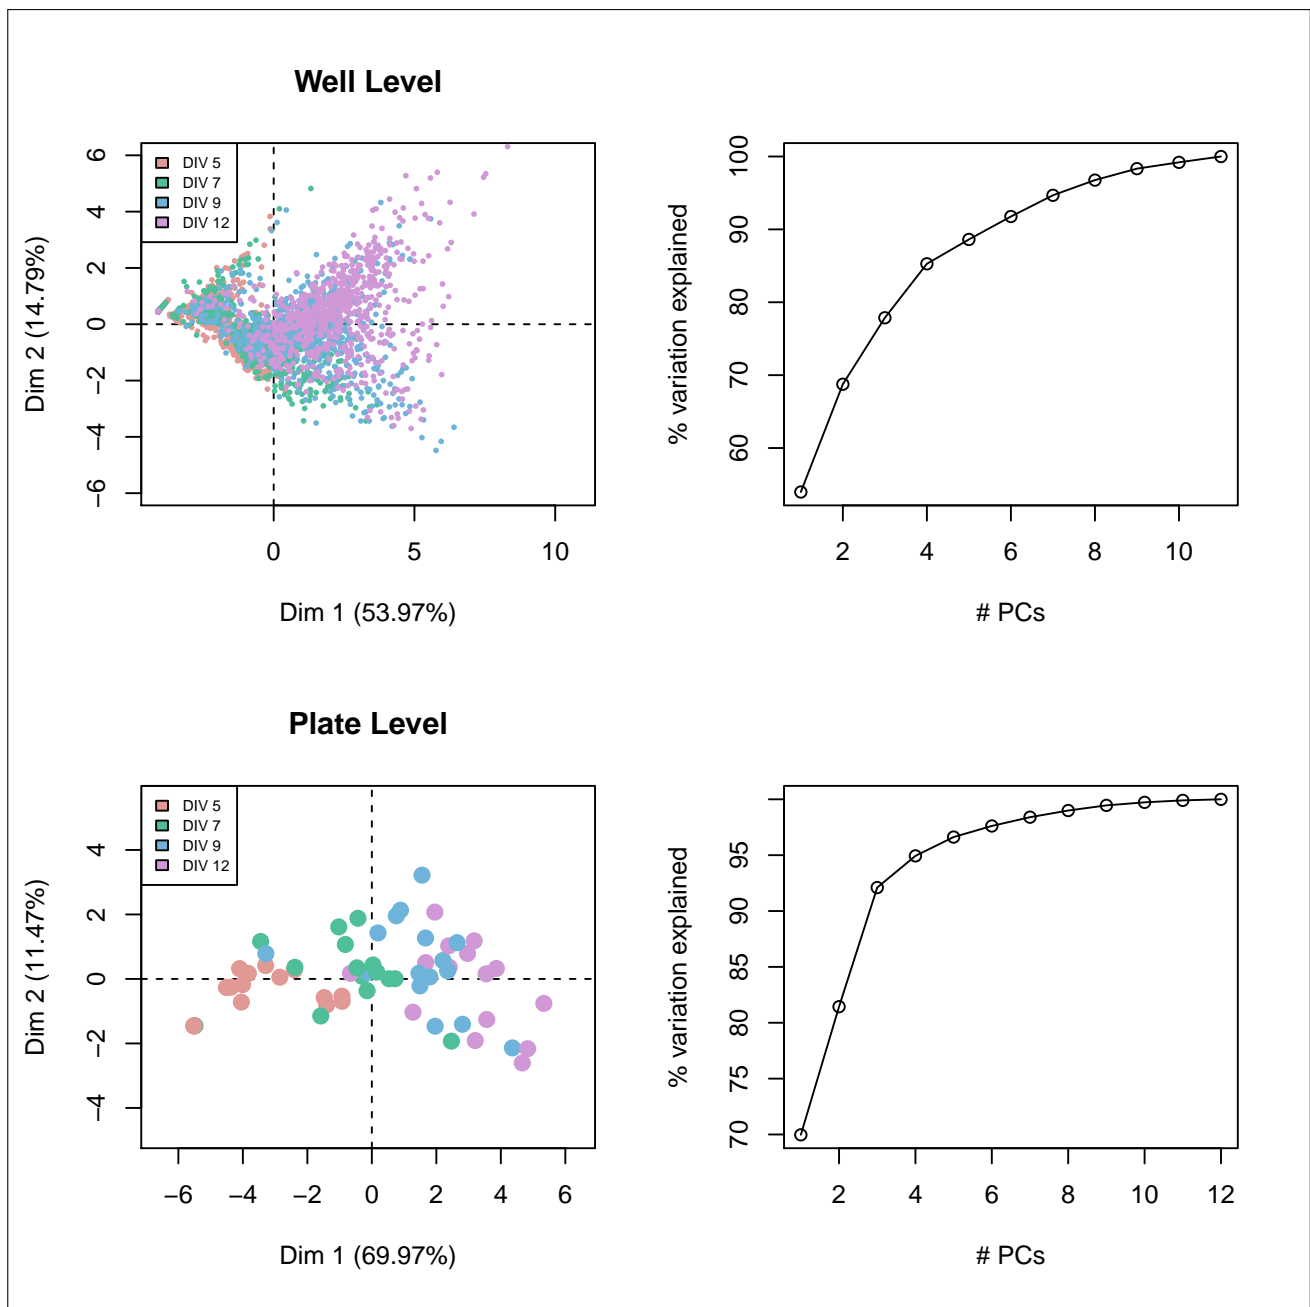 Well Level
DIV 5
DIV 7
DIV 9
DIV 12
6
4
2
0
−2
−4
−6
Dim 2 (14.79%)
0 5 10
Dim 1 (53.97%)
100
90
80
70
60
% variation explained
2 4 6 8 10
# PCs
Plate Level
DIV 5
DIV 7
DIV 9
DIV 12
4
2
0
−2
−4
Dim 2 (11.47%)
−6 −4 −2 0 2 4 6
Dim 1 (69.97%)
95
90
85
80
75
70
% variation explained
2 4 6 8 10 12
# PCs